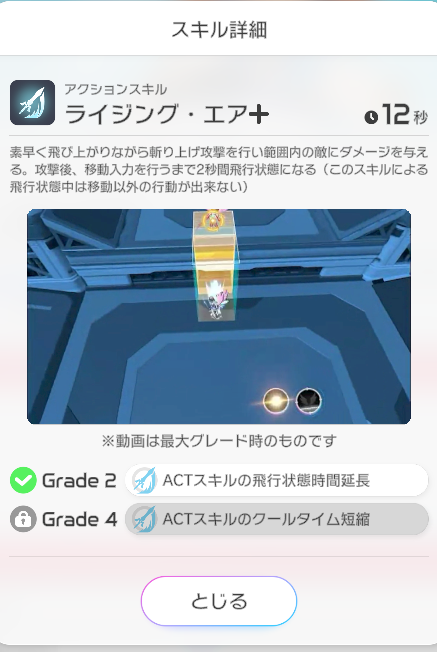 スキル詳細
アクションスキル
ライジング・エア+
12秒
素早く飛び上がりながら斬り上げ攻撃を行い範囲内の敵にダメージを与え
る。攻撃後、移動入力を行うまで2秒間飛行状態になる（このスキルによる
飛行状態中は移動以外の行動が出来ない）
※動画は最大グレード時のものです
Grade 2 ACTスキルの飛行状態時間延長
Grade 4 ACTスキルのクールタイム短縮
とじる